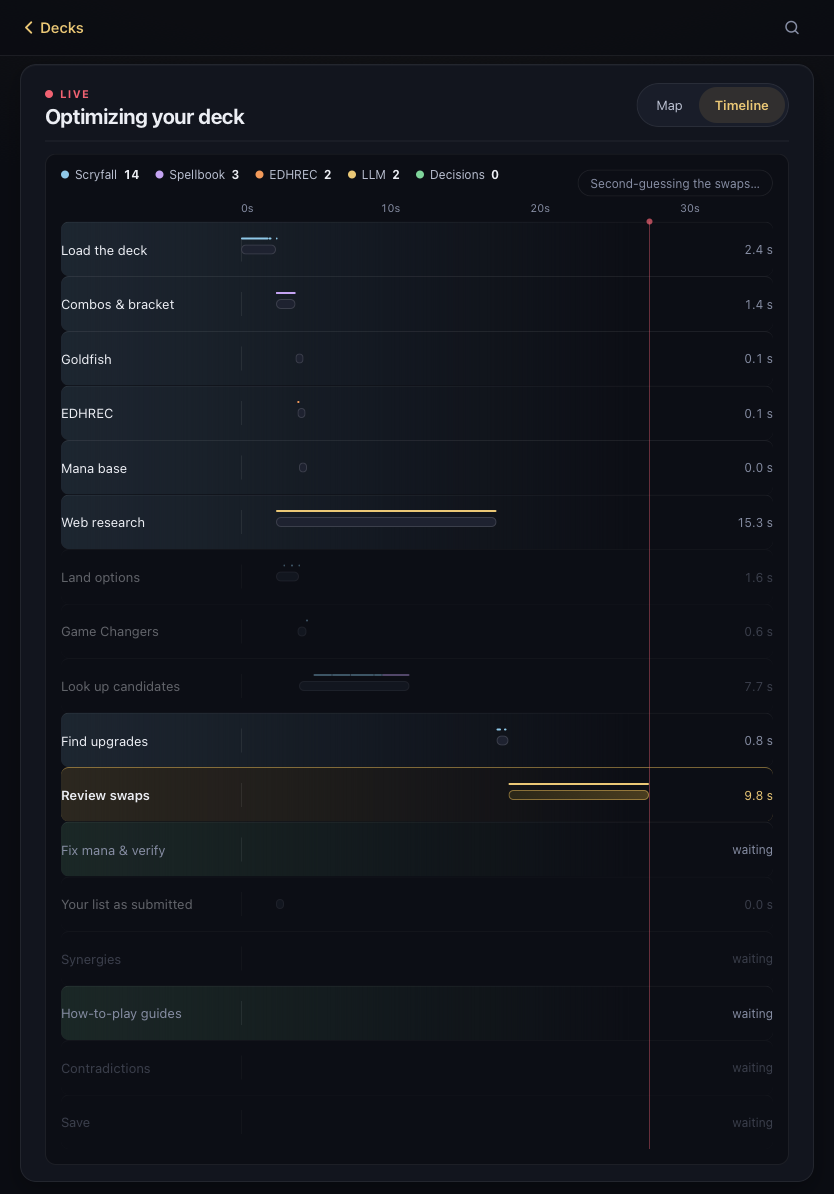 Decks
LIVE
Optimizing your deck
Map Timeline
Scryfall 14 Spellbook 3 EDHREC 2 LLM 2 Decisions 0
Second-guessing the swaps…
0s 10s 20s 30s
Load the deck 2.4 s
Combos & bracket 1.4 s
Goldfish 0.1 s
EDHREC 0.1 s
Mana base 0.0 s
Web research 15.3 s
Land options 1.6 s
Game Changers 0.6 s
Look up candidates 7.7 s
Find upgrades 0.8 s
Review swaps 9.8 s
Fix mana & verify waiting
Your list as submitted 0.0 s
Synergies waiting
How-to-play guides waiting
Contradictions waiting
Save waiting